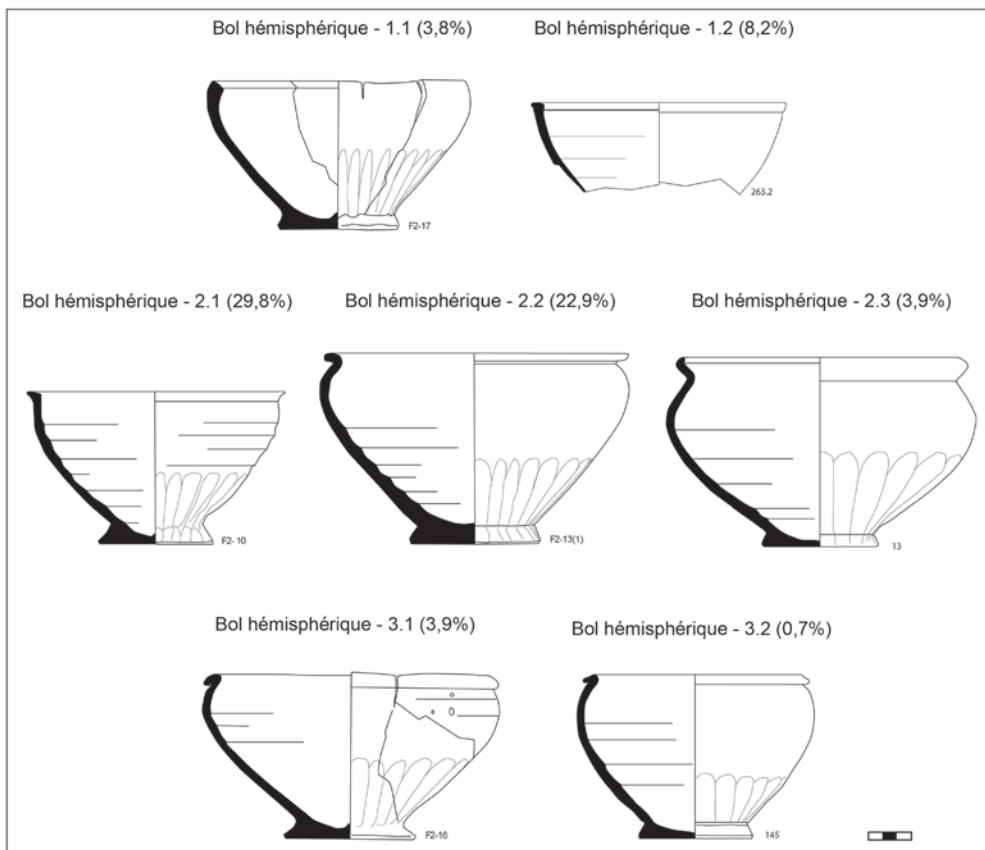 Bol hémisphérique - 1.1 (3,8%)
Bol hémisphérique - 1.2 (8,2%)
F2-17
263.2
Bol hémisphérique - 2.1 (29,8%)
Bol hémisphérique - 2.2 (22,9%)
Bol hémisphérique - 2.3 (3,9%)
F2- 10
F2-13(1)
13
Bol hémisphérique - 3.1 (3,9%)
Bol hémisphérique - 3.2 (0,7%)
F2-16
145